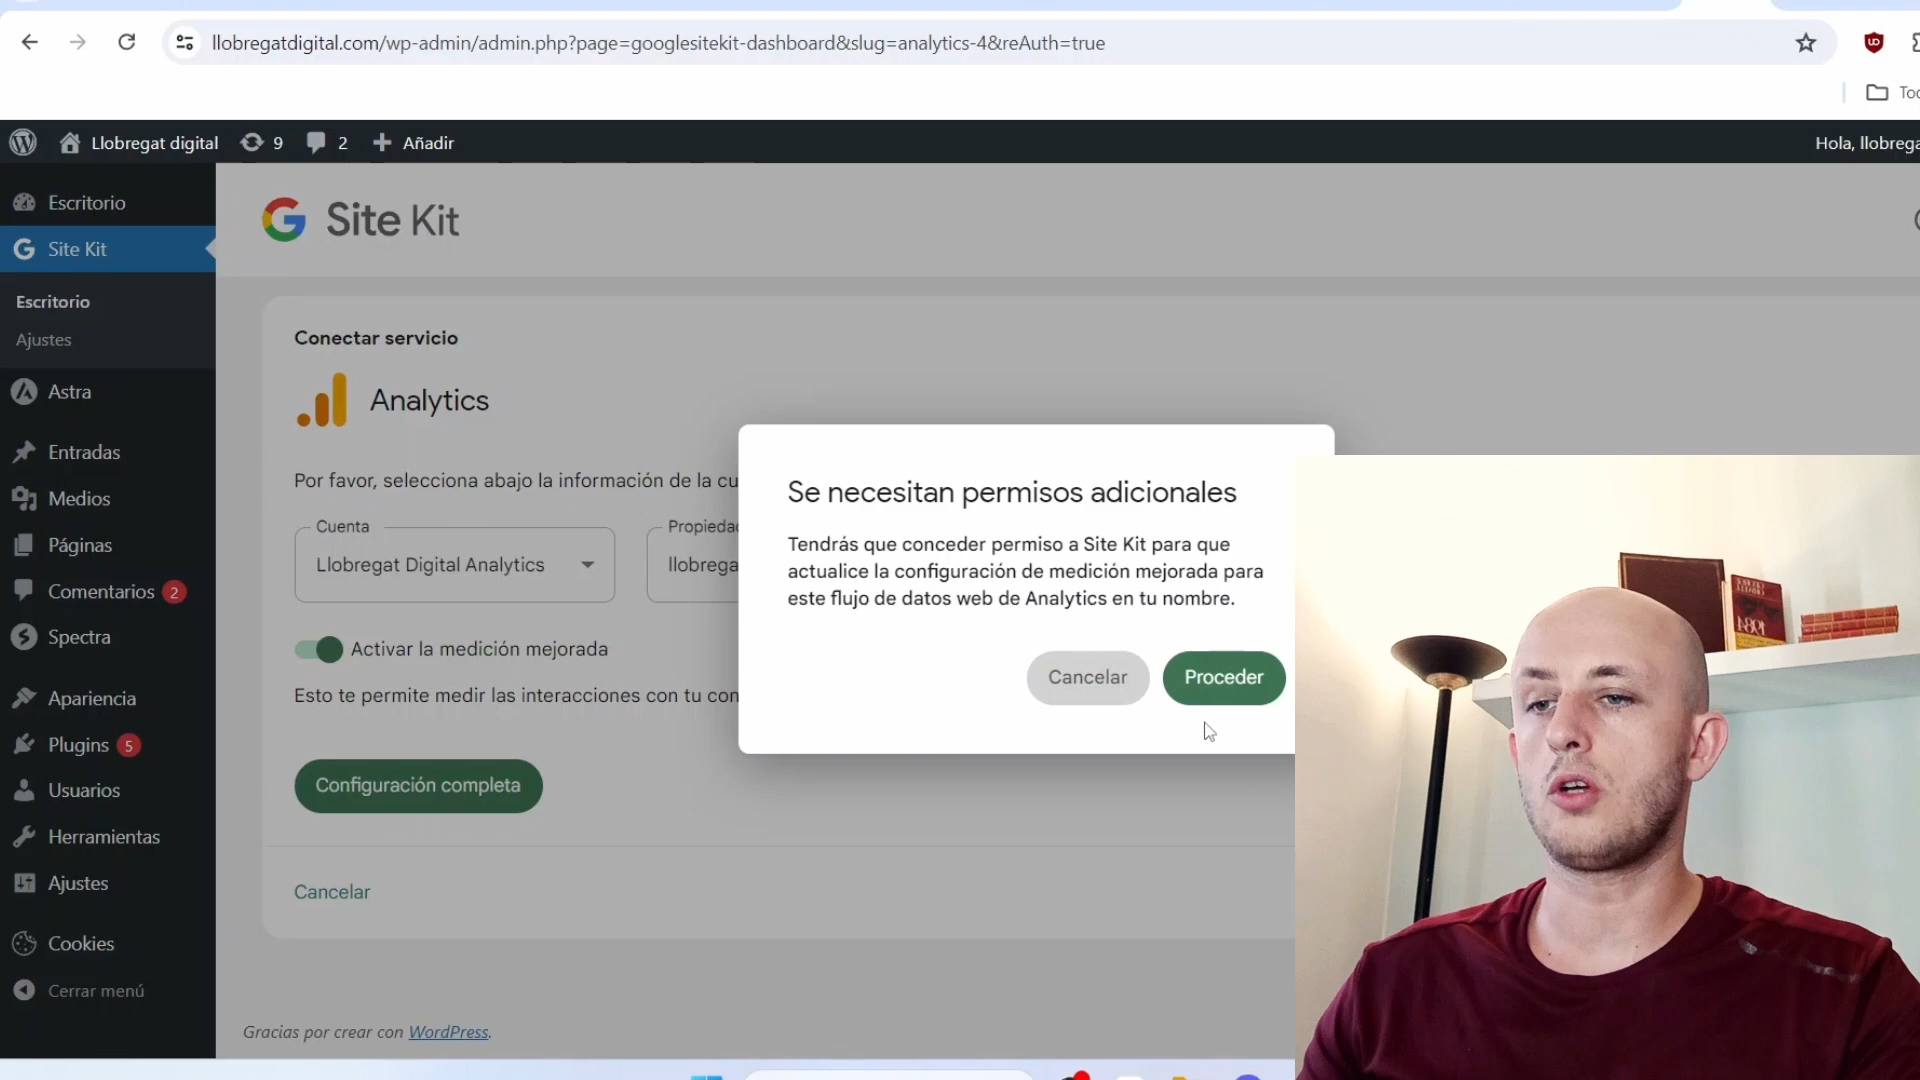 llobregatdigital.com/wp-admin/admin.php?page=googlesitekit-dashboard&slug=analytics-4&reAuth=true
Llobregat digital
9
2
Añadir
Hola,
Escritorio
Site Kit
Escritorio
Ajustes
Astra
Entradas
Medios
Páginas
Comentarios 2
Spectra
Apariencia
Plugins 5
Usuarios
Herramientas
Ajustes
Cookies
Cerrar menú
Site Kit
Conectar servicio
Analytics
Por favor, selecciona abajo la información de la
Cuenta
Llobregat Digital Analytics
Activar la medición mejorada
Esto te permite medir las interacciones con tu
Configuración completa
Cancelar
Gracias por crear con WordPress.
Se necesitan permisos adicionales
Tendrás que conceder permiso a Site Kit para que
actualice la configuración de medición mejorada para
este flujo de datos web de Analytics en tu nombre.
Cancelar
Proceder